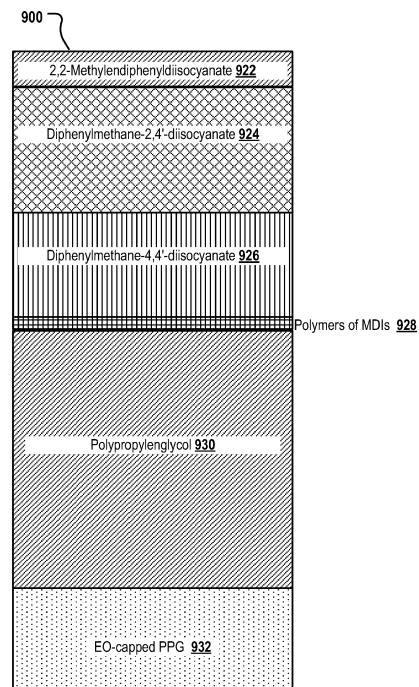 900
2,2-Methylendiphenyldiisocyanate 922
Diphenylmethane-2,4'-diisocyanate 924
Diphenylmethane-4,4'-diisocyanate 926
Polymers of MDIs 928
Polypropylenglycol 930
EO-capped PPG 932